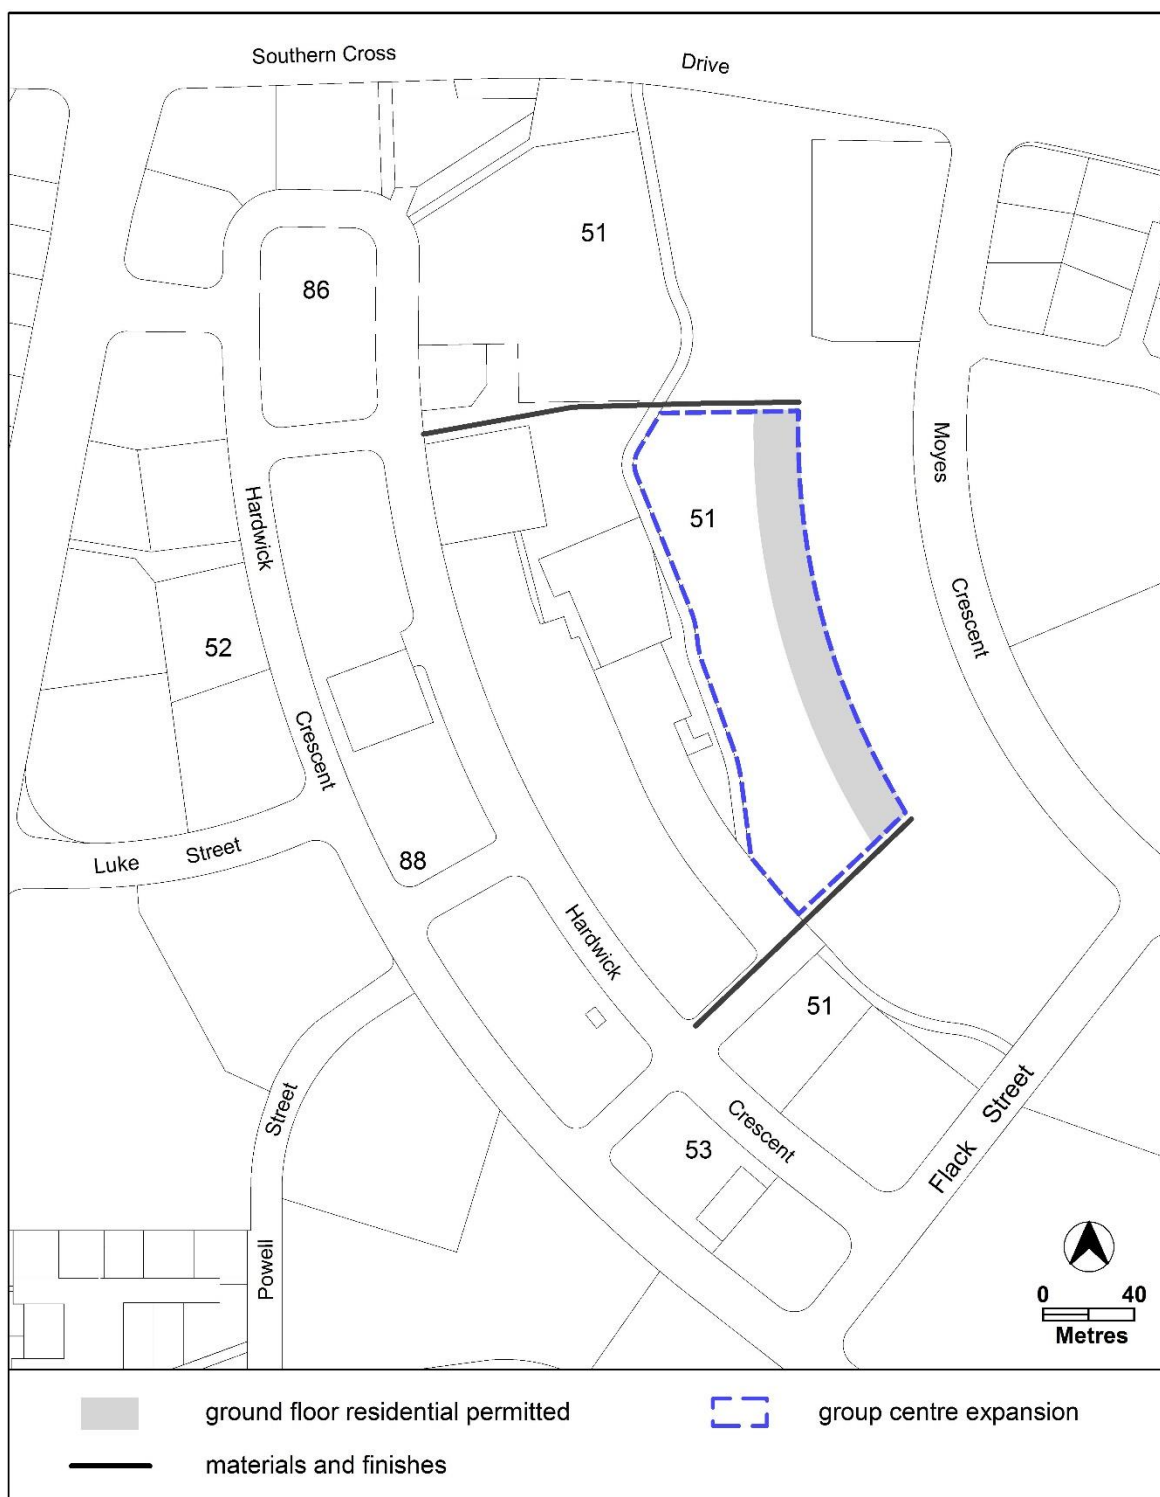 Southern Cross Drive
51
86
Moyes
Hardwick
51
Crescent
52
Crescent
Luke Street
88
Hardwick
51
Street
Crescent
53
Flack Street
Powell
0 40
Metres
ground floor residential permitted
group centre expansion
materials and finishes